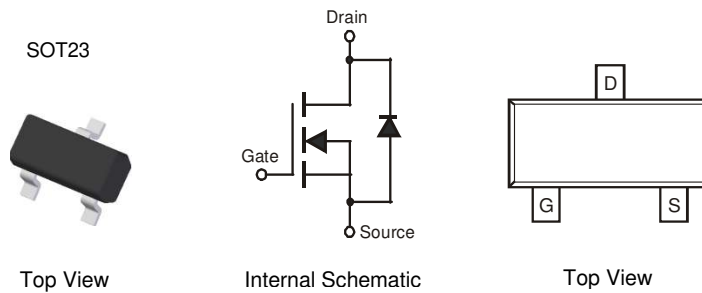 SOT23
Drain
D
Gate
G
S
Source
Top View
Internal Schematic
Top View